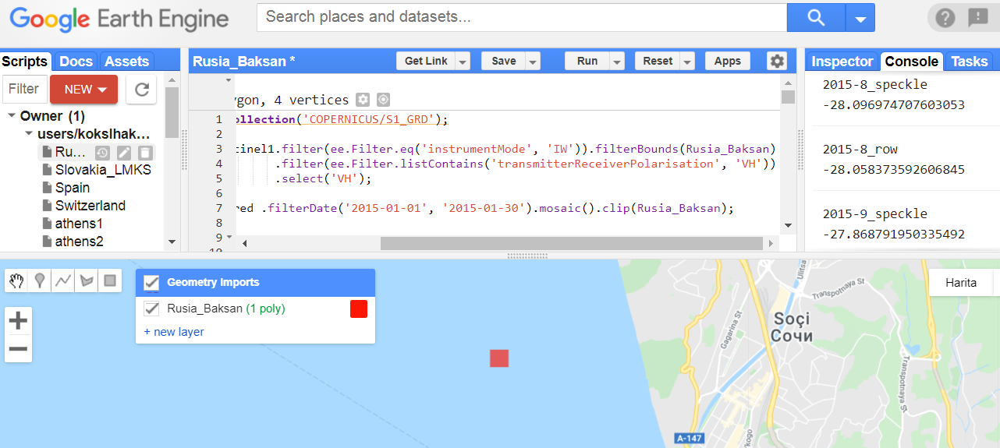 Google Earth Engine
Search places and datasets...
Scripts Docs Assets
Filter
NEW
Owner (1)
users/kokslhak...
Ru...
Slovakia_LMKS
Spain
Switzerland
athens1
athens2
Rusia_Baksan *
Get Link
Save
Run
Reset
Apps
ygon, 4 vertices
1 ollection('COPERNICUS/S1_GRD');
2
3 tinel1.filter(ee.Filter.eq('instrumentMode', 'IW')).filterBounds(Rusia_Baksan)
4 .filter(ee.Filter.listContains('transmitterReceiverPolarisation', 'VH'))
5 .select('VH');
6
7 red .filterDate('2015-01-01', '2015-01-30').mosaic().clip(Rusia_Baksan);
8
9
10
Inspector Console Tasks
2015-8_speckle
-28.096974707603053
2015-8_row
-28.058373592606845
2015-9_speckle
-27.868791950335492
Geometry Imports
Rusia_Baksan (1 poly)
+ new layer
Harita
Ulitsa
Transpotnaya St
Soçi
Сочи
Gagarina St
Transpotnaya St
A-147